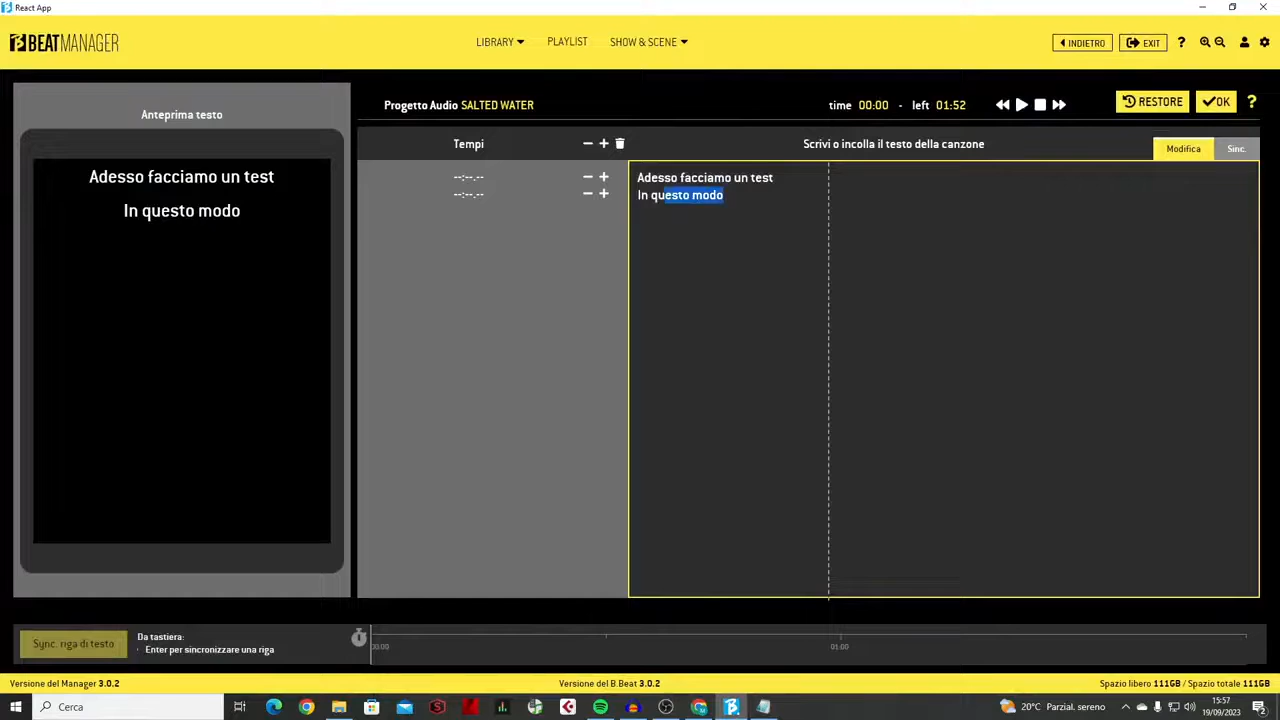 React App
BEATMANAGER
LIBRARY
PLAYLIST
SHOW & SCENE
INDIETRO
EXIT
?
Anteprima testo
Adesso facciamo un test
In questo modo
Progetto Audio SALTED WATER
time 00:00 - left 01:52
RESTORE
OK
?
Tempi
Scrivi o incolla il testo della canzone
Modifica
Sinc.
--:--.--
Adesso facciamo un test
--:--.--
In questo modo
Sync. riga di testo
Da tastiera:
· Enter per sincronizzare una riga
00:00
01:00
Versione del Manager 3.0.2
Versione del B.Beat 3.0.2
Spazio libero 111GB / Spazio totale 111GB
Cerca
20°C Parzial. sereno
15:57
19/09/2023